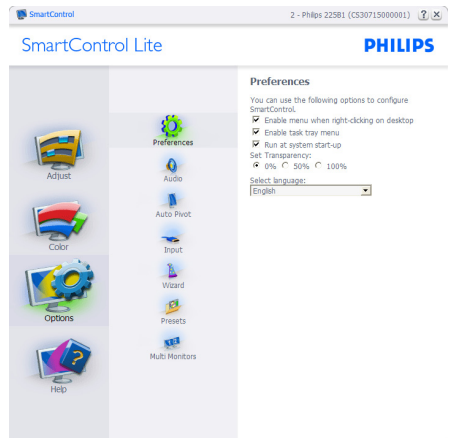 SmartControl
2 - Philips 225B1 (CS30715000001)
?
X
SmartControl Lite
PHILIPS
Adjust
Color
Options
Help
Preferences
Audio
Auto Pivot
Input
Wizard
Presets
Multi Monitors
Preferences
You can use the following options to configure
SmartControl.
Enable menu when right-clicking on desktop
Enable task tray menu
Run at system start-up
Set Transparency:
0% 50% 100%
Select language:
English